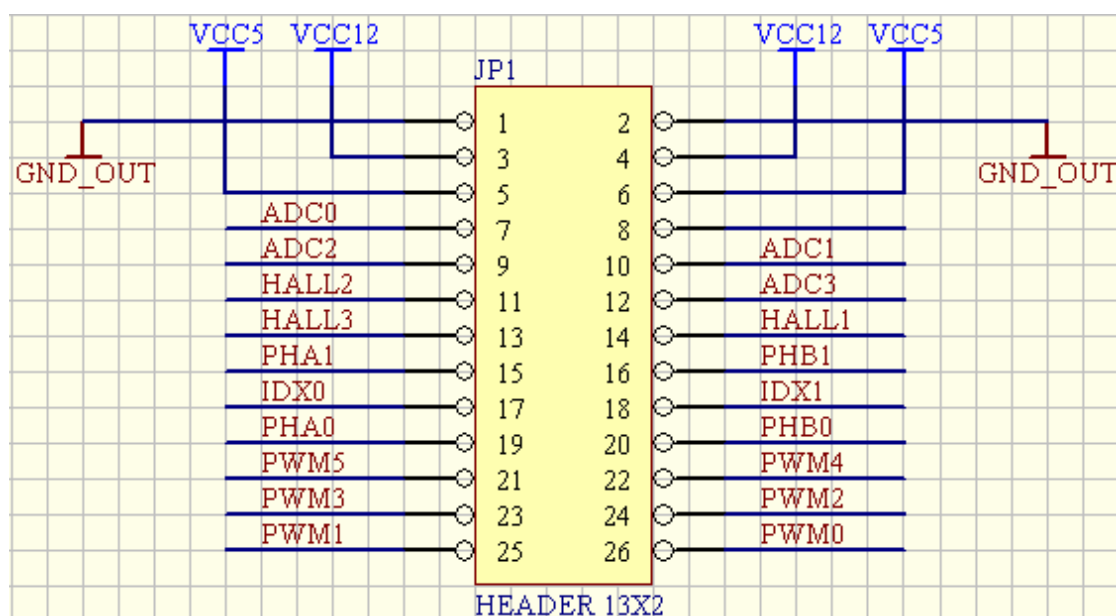 VCC5 VCC12 VCC12 VCC5
JP1
1 2
GND_OUT 3 4 GND_OUT
5 6
ADC0 7 8
ADC2 9 10 ADC1
HALL2 11 12 ADC3
HALL3 13 14 HALL1
PHA1 15 16 PHB1
IDX0 17 18 IDX1
PHA0 19 20 PHB0
PWM5 21 22 PWM4
PWM3 23 24 PWM2
PWM1 25 26 PWM0
HEADER 13X2